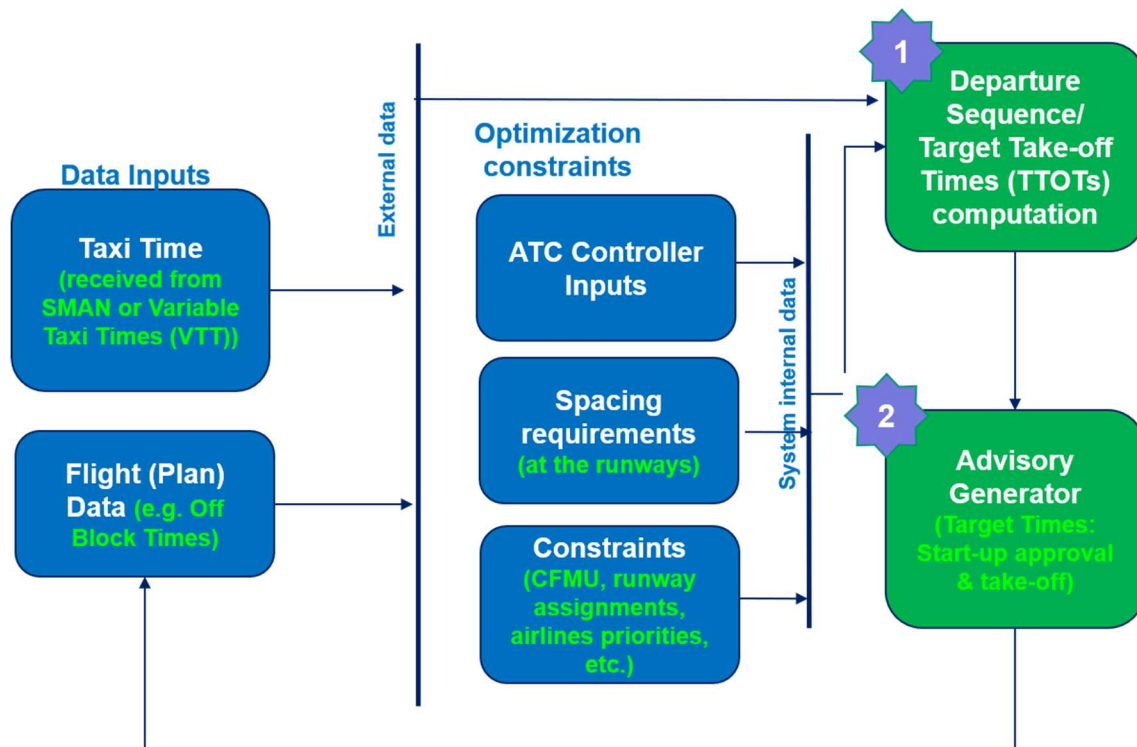 1
Departure
Sequence/
Target Take-off
Times (TTOTs)
computation
External data
Optimization
constraints
Data Inputs
Taxi Time
(received from
SMAN or Variable
Taxi Times (VTT))
ATC Controller
Inputs
System internal data
Spacing
requirements
(at the runways)
2
Advisory
Generator
(Target Times:
Start-up approval
& take-off)
Flight (Plan)
Data (e.g. Off
Block Times)
Constraints
(CFMU, runway
assignments,
airlines priorities,
etc.)